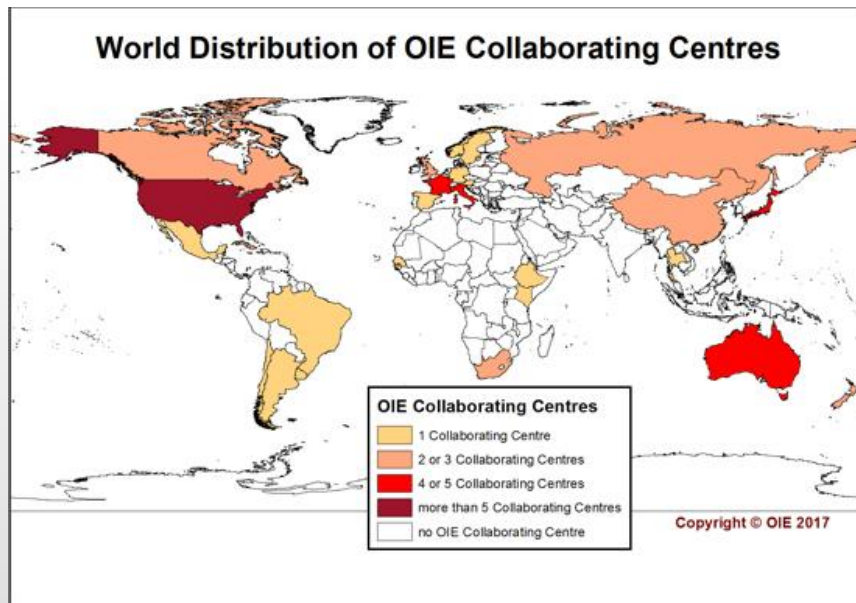 World Distribution of OIE Collaborating Centres
OIE Collaborating Centres
1 Collaborating Centre
2 or 3 Collaborating Centres
4 or 5 Collaborating Centres
more than 5 Collaborating Centres
no OIE Collaborating Centre
Copyright © OIE 2017